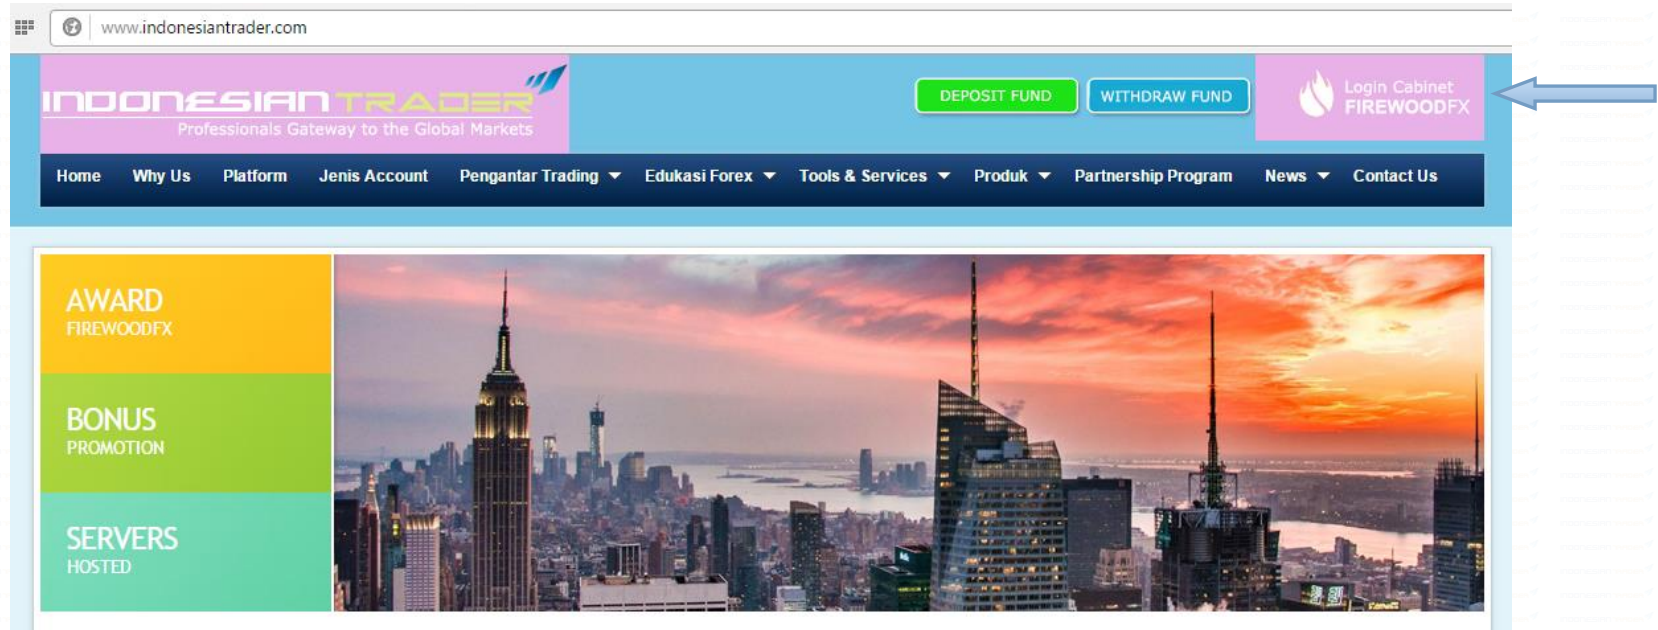 www.indonesiantrader.com
INDONESIAN TRADER
Professionals Gateway to the Global Markets
DEPOSIT FUND
WITHDRAW FUND
Login Cabinet
FIREWOODFX
Home Why Us Platform Jenis Account Pengantar Trading Edukasi Forex Tools & Services Produk Partnership Program News Contact Us
AWARD
FIREWOODFX
BONUS
PROMOTION
SERVERS
HOSTED